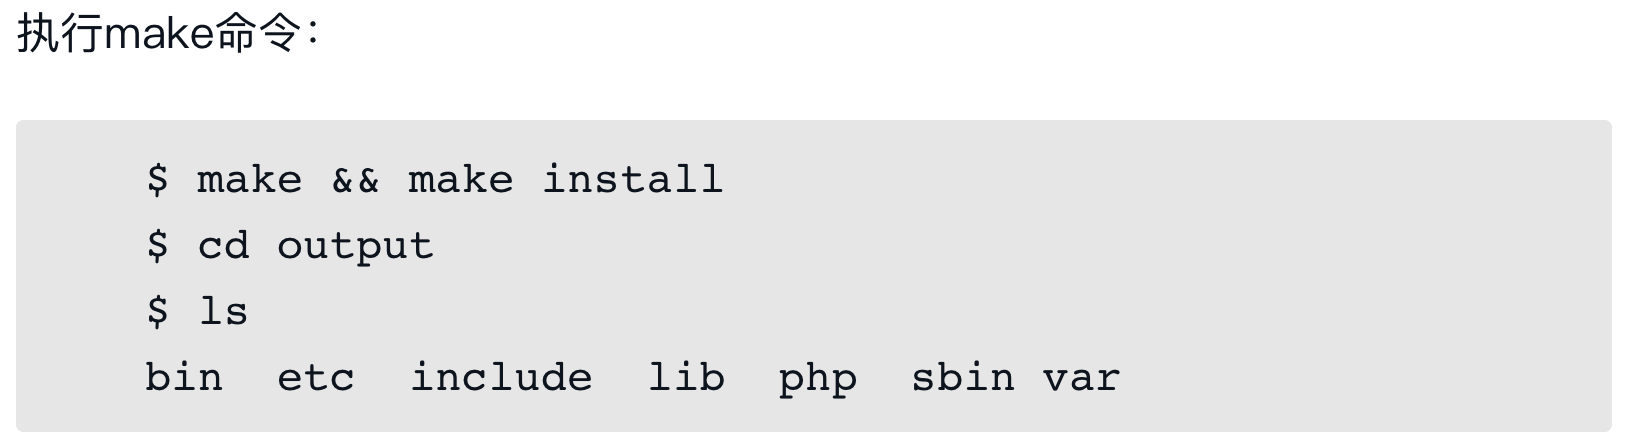 执行make命令：
$ make && make install
$ cd output
$ ls
bin  etc  include  lib  php  sbin var